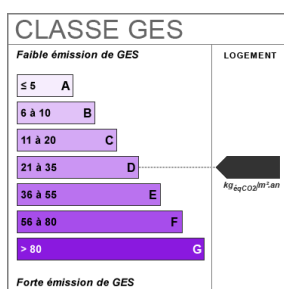 CLASSE GES
Faible émission de GES
LOGEMENT
≤ 5 A
6 à 10 B
11 à 20 C
21 à 35 D
kgéqCO2/m².an
36 à 55 E
56 à 80 F
> 80 G
Forte émission de GES